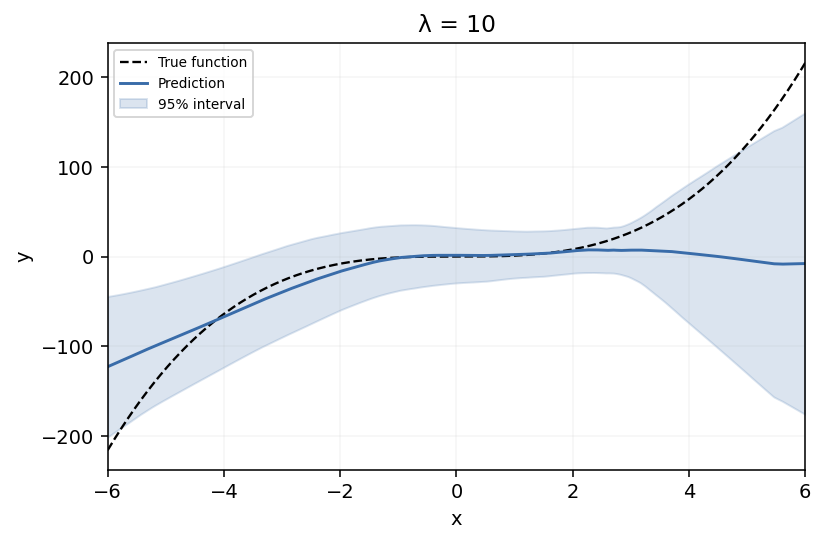 λ = 10
True function
Prediction
95% interval
200
100
0
−100
−200
y
−6 −4 −2 0 2 4 6
x